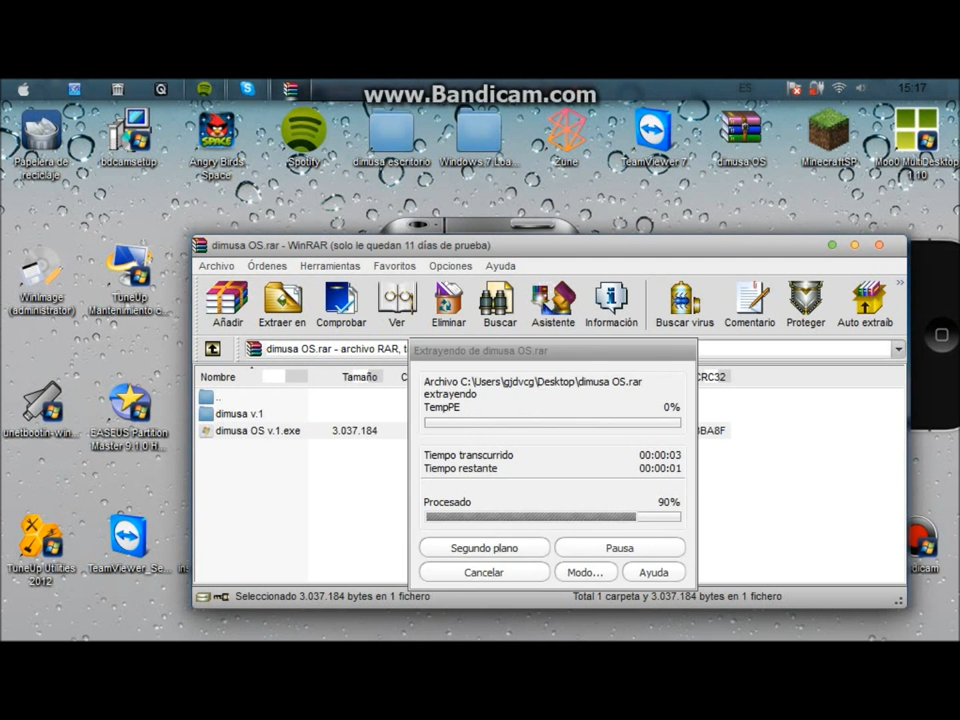 www.Bandicam.com
ES
15:17
Papelera de
reciclaje
bdcamsetup
Angry Birds
Space
Spotify
dimusa escritorio
Windows 7 Loa...
Zune
TeamViewer 7
dimusa OS
MinecraftSP
Moo0 MultiDesktop
1.10
WinImage
(administrator)
TuneUp
Mantenimiento c...
unetbootin-win...
EASEUS Partition
Master 9.1.0 H...
TuneUp Utilities
2012
TeamViewer_Se...
dicam
dimusa OS.rar - WinRAR (solo le quedan 11 días de prueba)
Archivo Órdenes Herramientas Favoritos Opciones Ayuda
Añadir Extraer en Comprobar Ver Eliminar Buscar Asistente Información Buscar virus Comentario Proteger Auto extraíb
dimusa OS.rar - archivo RAR, t
Nombre Tamaño C CRC32
..
dimusa v.1
dimusa OS v.1.exe 3.037.184 BA8F
Extrayendo de dimusa OS.rar
Archivo C:\Users\gjdvcg\Desktop\dimusa OS.rar
extrayendo
TempPE 0%
Tiempo transcurrido 00:00:03
Tiempo restante 00:00:01
Procesado 90%
Segundo plano Pausa
Cancelar Modo... Ayuda
Seleccionado 3.037.184 bytes en 1 fichero Total 1 carpeta y 3.037.184 bytes en 1 fichero